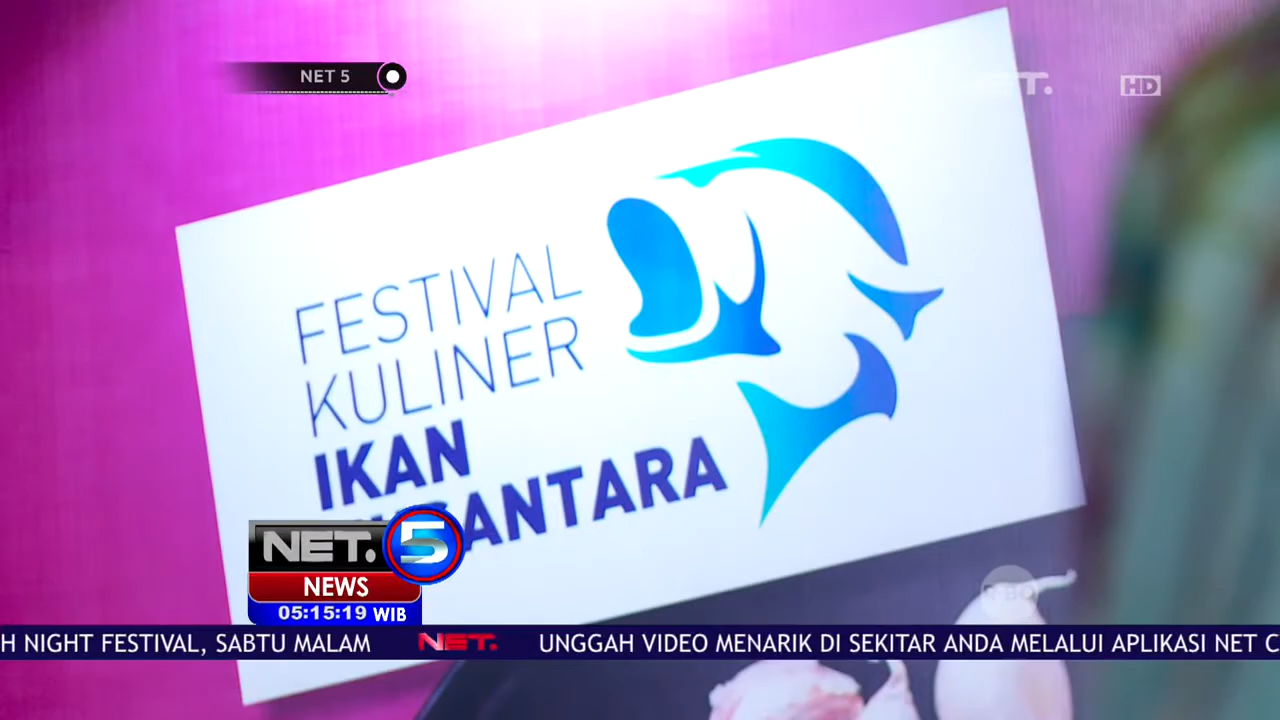 NET 5
T.
HD
FESTIVAL
KULINER
IKAN
ANTARA
NET. 5
NEWS
05:15:19 WIB
H NIGHT FESTIVAL, SABTU MALAM NET. UNGGAH VIDEO MENARIK DI SEKITAR ANDA MELALUI APLIKASI NET C